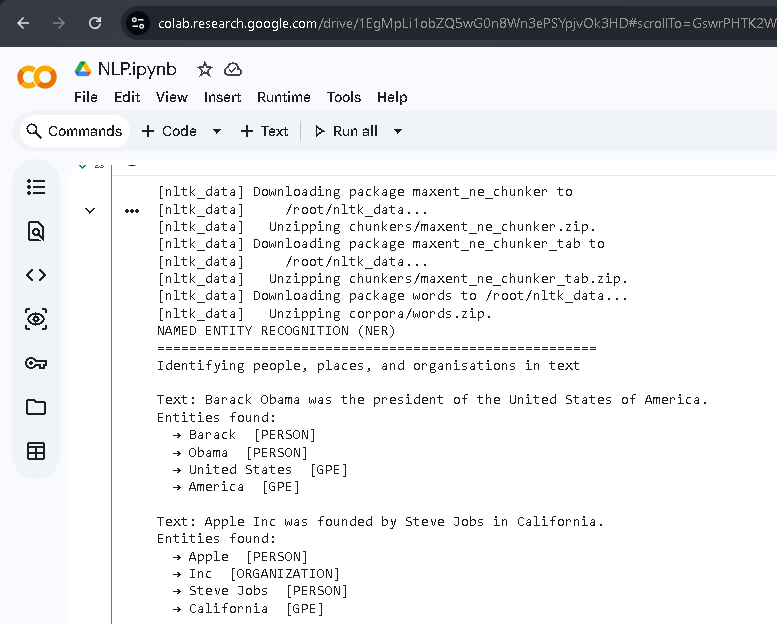 colab.research.google.com/drive/1EgMpLi1obZQ5wG0n8Wn3ePSYpjvOk3HD#scrollTo=GswrPHTK2W
NLP.ipynb
File Edit View Insert Runtime Tools Help
Commands + Code + Text Run all
[nltk_data] Downloading package maxent_ne_chunker to
[nltk_data]     /root/nltk_data...
[nltk_data]   Unzipping chunkers/maxent_ne_chunker.zip.
[nltk_data] Downloading package maxent_ne_chunker_tab to
[nltk_data]     /root/nltk_data...
[nltk_data]   Unzipping chunkers/maxent_ne_chunker_tab.zip.
[nltk_data] Downloading package words to /root/nltk_data...
[nltk_data]   Unzipping corpora/words.zip.
NAMED ENTITY RECOGNITION (NER)
=======================================================
Identifying people, places, and organisations in text
Text: Barack Obama was the president of the United States of America.
Entities found:
→ Barack [PERSON]
→ Obama [PERSON]
→ United States [GPE]
→ America [GPE]
Text: Apple Inc was founded by Steve Jobs in California.
Entities found:
→ Apple [PERSON]
→ Inc [ORGANIZATION]
→ Steve Jobs [PERSON]
→ California [GPE]